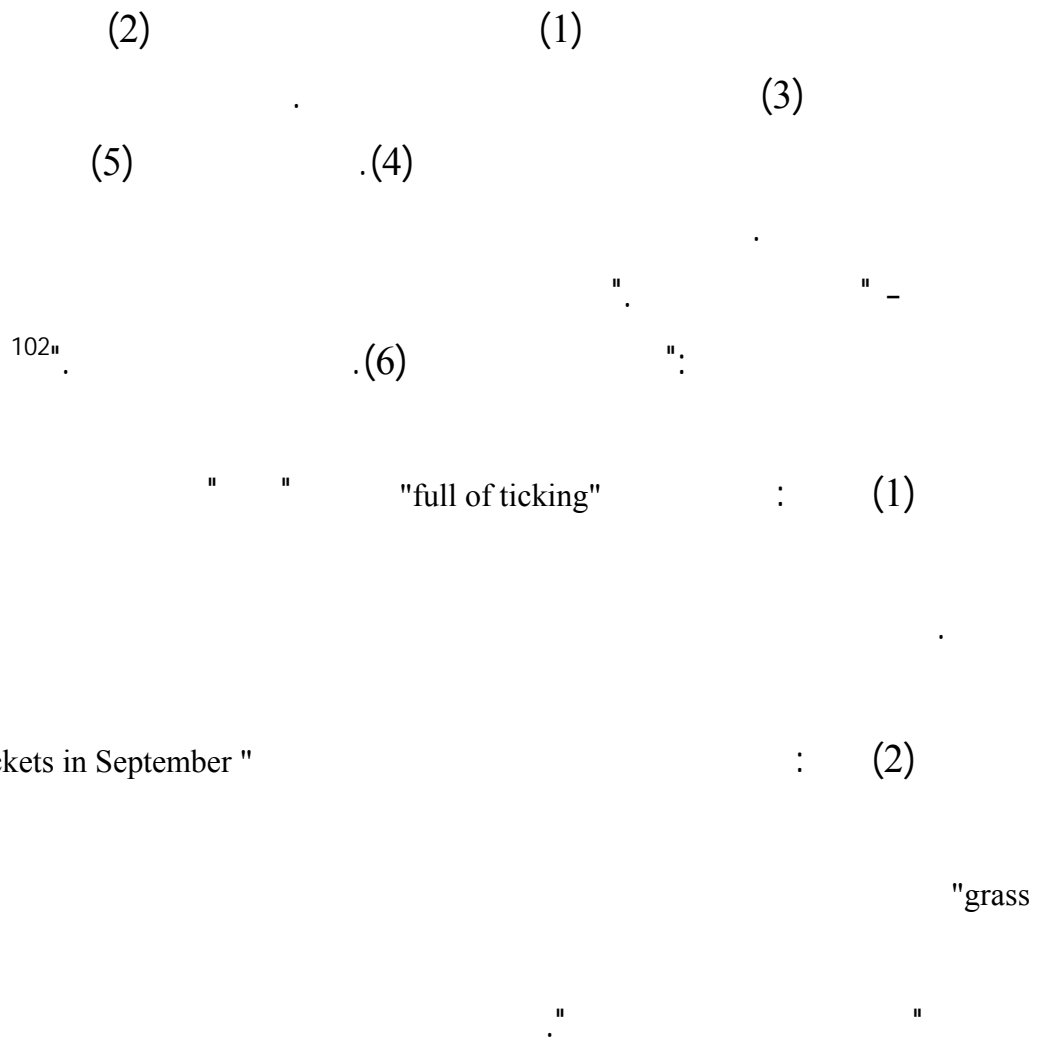 (1) (2)
(3) .
(4). (5)
.
– " ."
:" (6). ."102
(1) : "full of ticking" " "
.
(2) : kets in September "
"grass
" ."